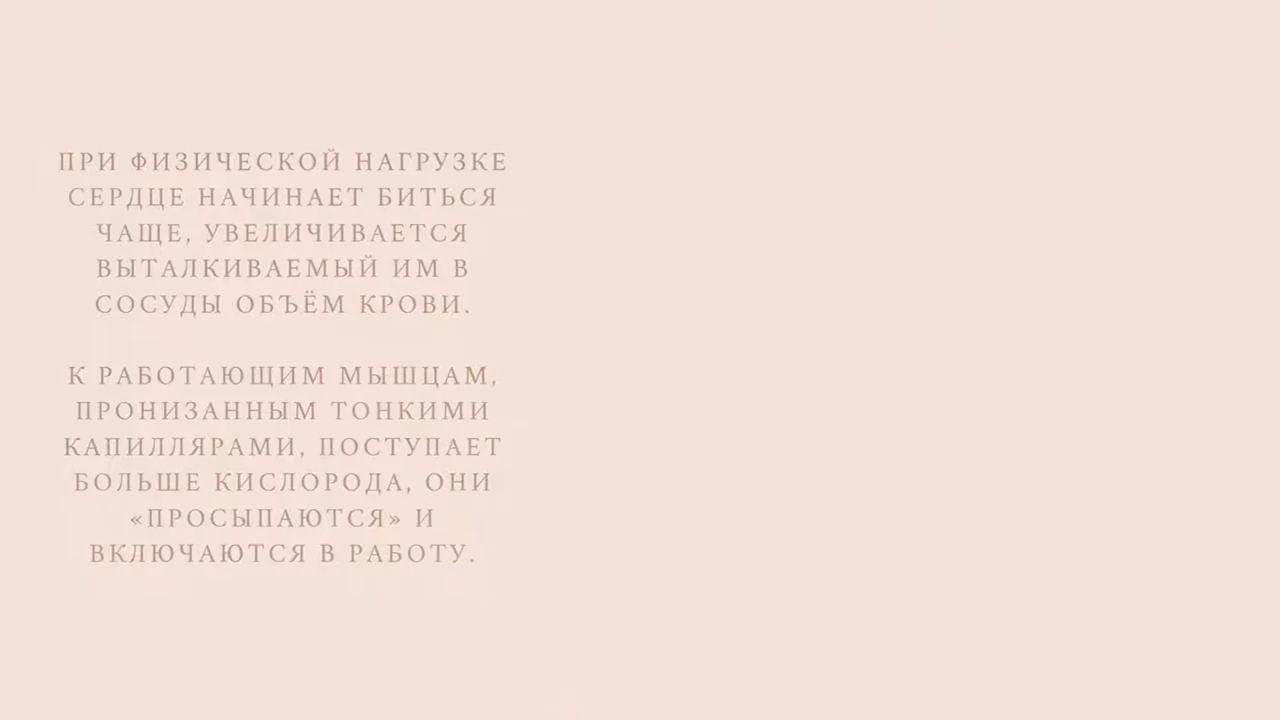 ПРИ ФИЗИЧЕСКОЙ НАГРУЗКЕ
СЕРДЦЕ НАЧИНАЕТ БИТЬСЯ
ЧАЩЕ, УВЕЛИЧИВАЕТСЯ
ВЫТАЛКИВАЕМЫЙ ИМ В
СОСУДЫ ОБЪЁМ КРОВИ.
К РАБОТАЮЩИМ МЫШЦАМ,
ПРОНИЗАННЫМ ТОНКИМИ
КАПИЛЛЯРАМИ, ПОСТУПАЕТ
БОЛЬШЕ КИСЛОРОДА, ОНИ
«ПРОСЫПАЮТСЯ» И
ВКЛЮЧАЮТСЯ В РАБОТУ.